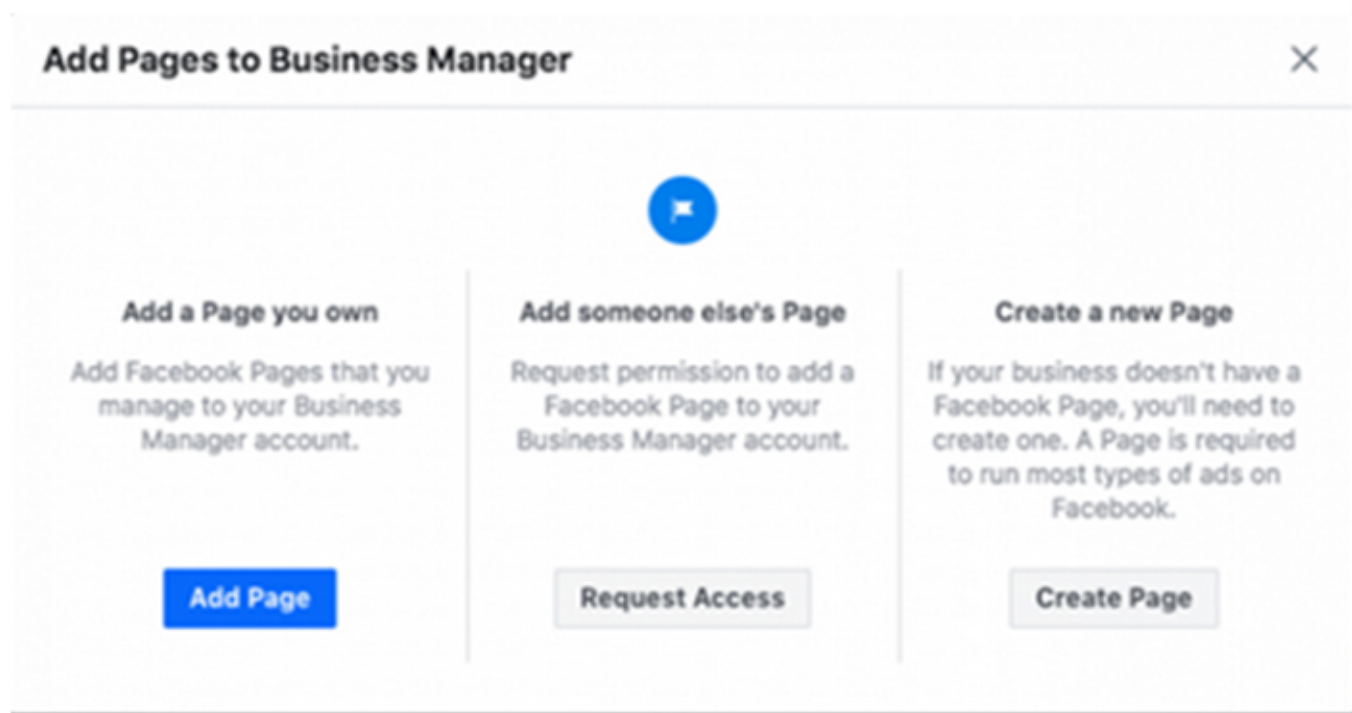 Add Pages to Business Manager
Add a Page you own
Add Facebook Pages that you
manage to your Business
Manager account.
Add Page
Add someone else's Page
Request permission to add a
Facebook Page to your
Business Manager account.
Request Access
Create a new Page
If your business doesn't have a
Facebook Page, you'll need to
create one. A Page is required
to run most types of ads on
Facebook.
Create Page